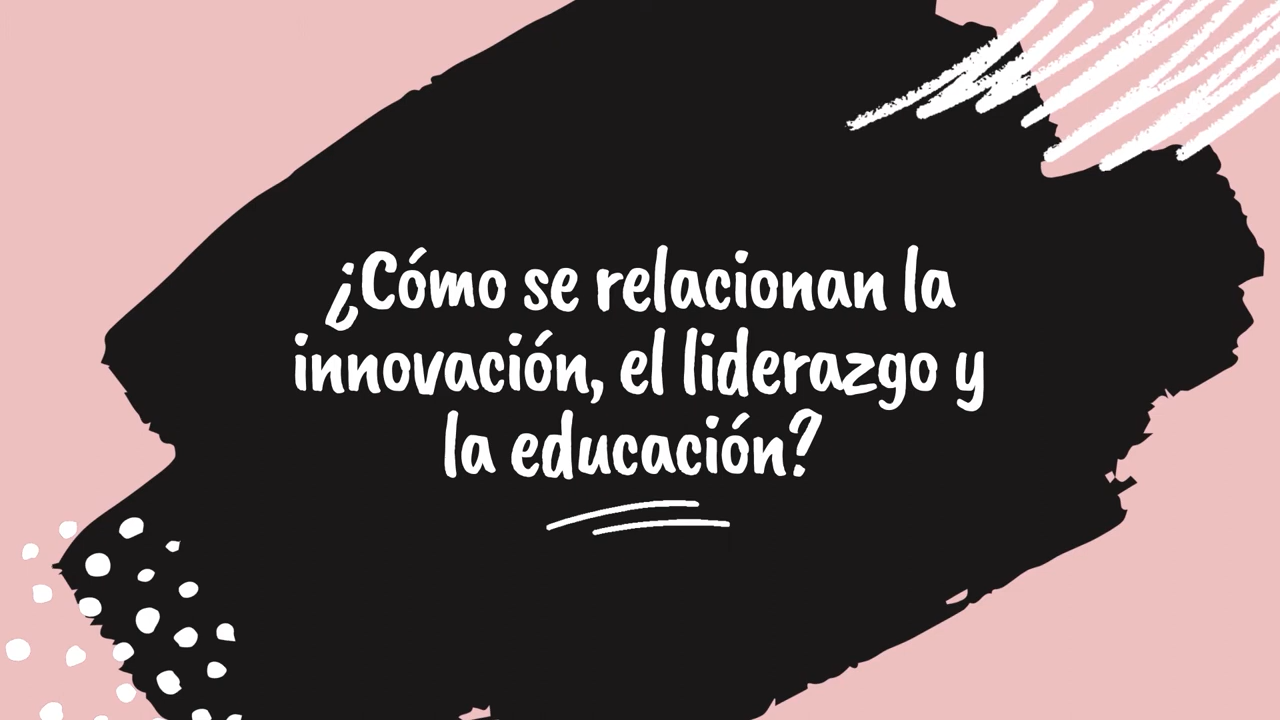 ¿Cómo se relacionan la
innovación, el liderazgo y
la educación?